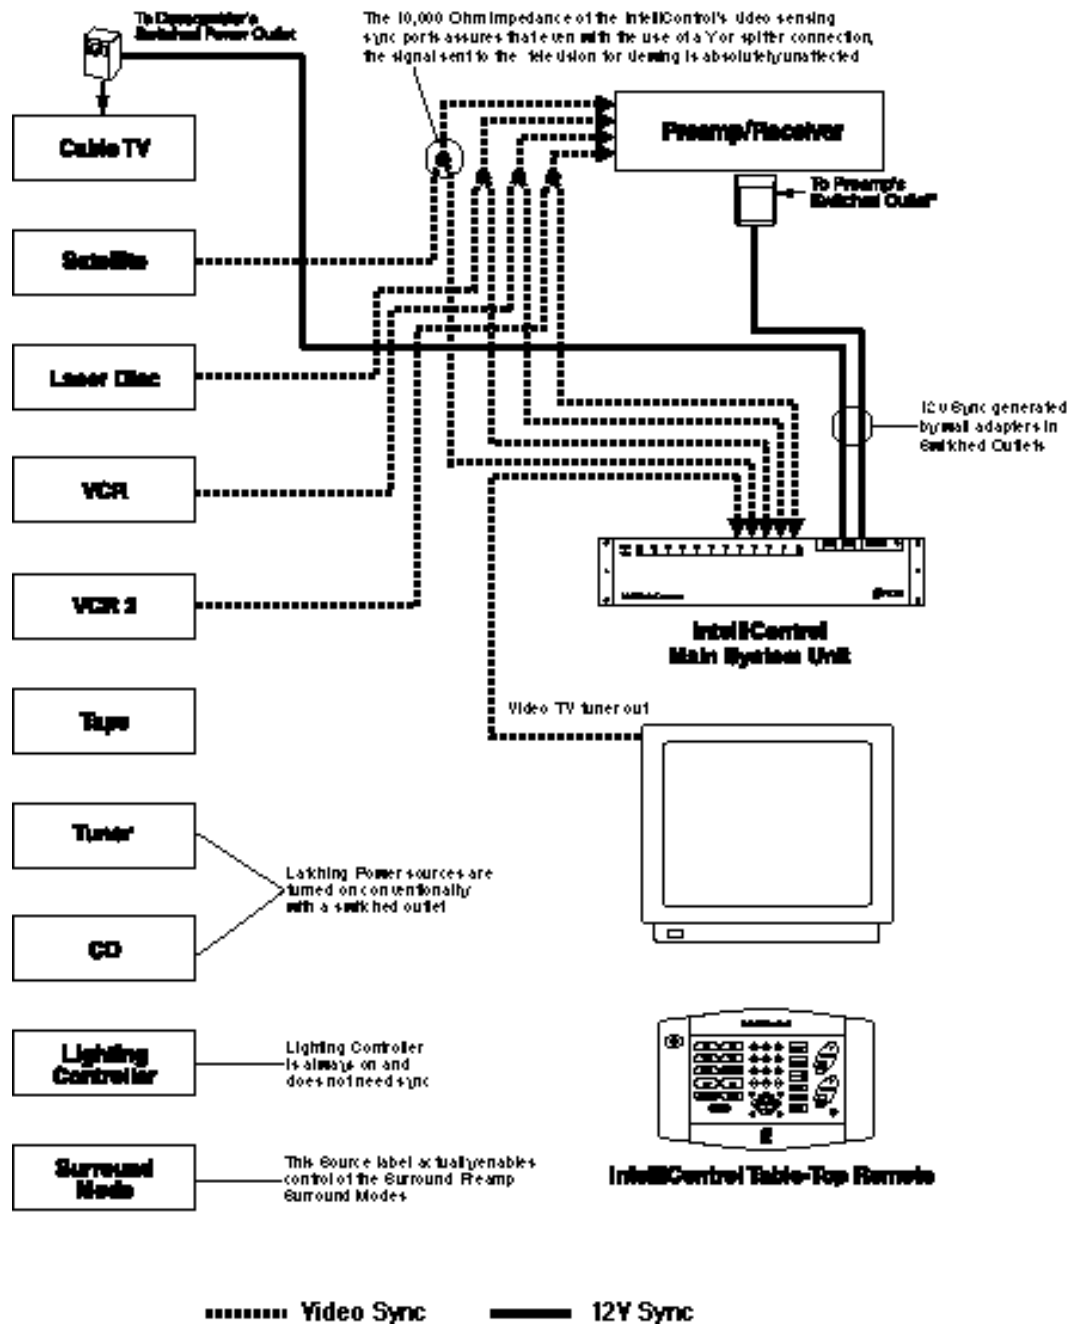 To Descrambler's
Switched Power Outlet
The 10,000 Ohm Impedance of the IntelliControl's video sensing
sync ports assures that even with the use of a Y or splitter connection,
the signal sent to the television for viewing is absolutely unaffected
Cable TV
Preamp/Receiver
To Preamp's
Switched Outlet
Satellite
Laser Disc
12v Sync generated
by wall adapters in
Switched Outlets
VCR
VCR 2
IntelliControl
Main System Unit
Tape
Video TV tuner out
Tuner
Latching Power sources are
turned on conventionally
with a switched outlet
CD
Lighting
Controller
Lighting Controller
is always on and
does not need sync
Surround
Mode
This Source label actually enables
control of the Surround Preamp
Surround Modes
IntelliControl Table-Top Remote
Video Sync
12V Sync